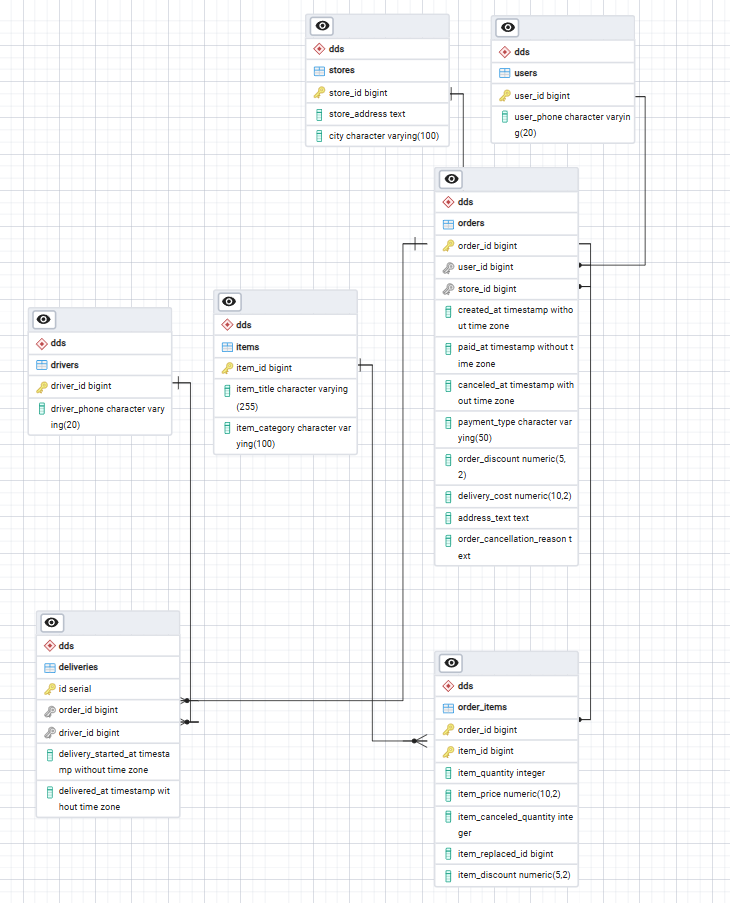 dds
stores
store_id bigint
store_address text
city character varying(100)
dds
users
user_id bigint
user_phone character varyin
g(20)
dds
orders
order_id bigint
user_id bigint
store_id bigint
created_at timestamp witho
ut time zone
paid_at timestamp without t
ime zone
canceled_at timestamp with
out time zone
payment_type character var
ying(50)
order_discount numeric(5,
2)
delivery_cost numeric(10,2)
address_text text
order_cancellation_reason t
ext
dds
drivers
driver_id bigint
driver_phone character vary
ing(20)
dds
items
item_id bigint
item_title character varying
(255)
item_category character var
ying(100)
dds
deliveries
id serial
order_id bigint
driver_id bigint
delivery_started_at timesta
mp without time zone
delivered_at timestamp wit
hout time zone
dds
order_items
order_id bigint
item_id bigint
item_quantity integer
item_price numeric(10,2)
item_canceled_quantity inte
ger
item_replaced_id bigint
item_discount numeric(5,2)